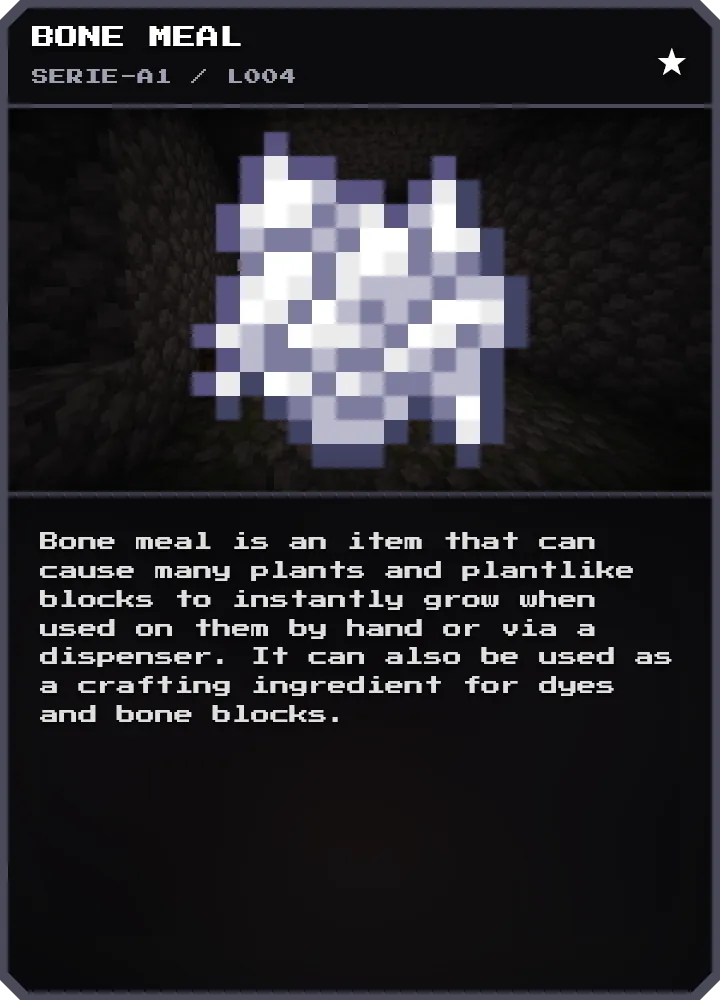 BONE MEAL
SERIE-A1 / L004
Bone meal is an item that can
cause many plants and plantlike
blocks to instantly grow when
used on them by hand or via a
dispenser. It can also be used as
a crafting ingredient for dyes
and bone blocks.